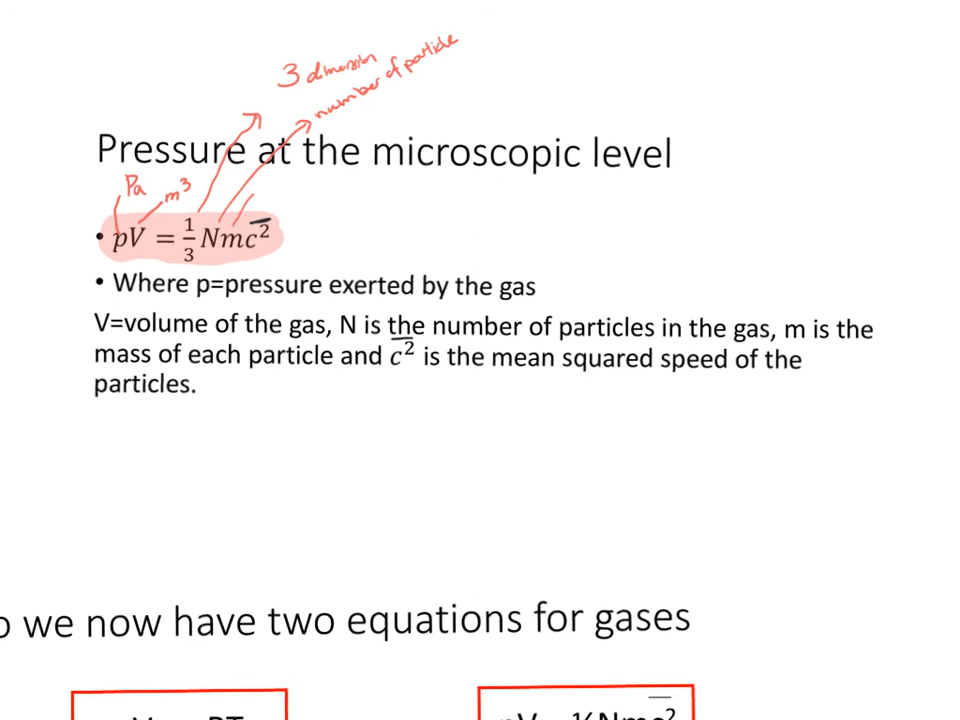 3 dimension
number of particle
Pressure at the microscopic level
Pa m³
• pV = 1/3 Nmc̅²
• Where p=pressure exerted by the gas
V=volume of the gas, N is the number of particles in the gas, m is the
mass of each particle and c̅² is the mean squared speed of the
particles.
we now have two equations for gases